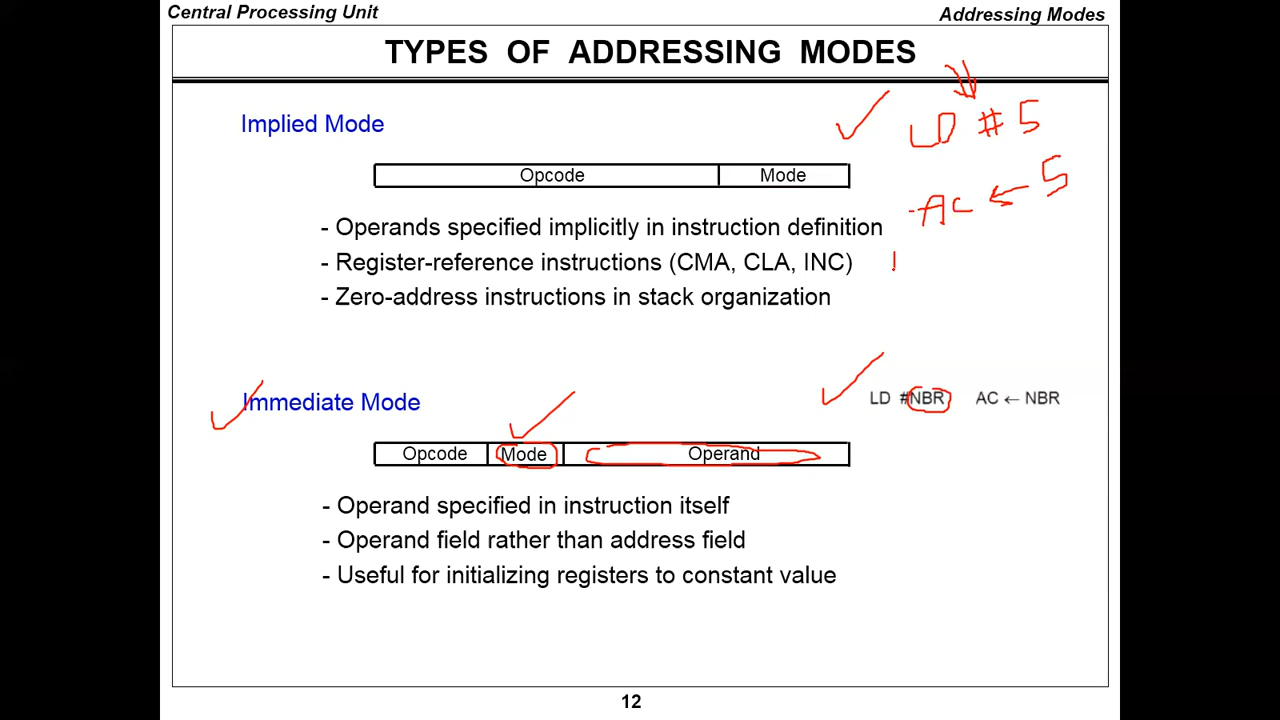 Central Processing Unit
Addressing Modes
TYPES OF ADDRESSING MODES
LD #5
Implied Mode
Opcode Mode
AC ← 5
- Operands specified implicitly in instruction definition
- Register-reference instructions (CMA, CLA, INC)
- Zero-address instructions in stack organization
Immediate Mode
LD #NBR AC ← NBR
Opcode Mode Operand
- Operand specified in instruction itself
- Operand field rather than address field
- Useful for initializing registers to constant value
12